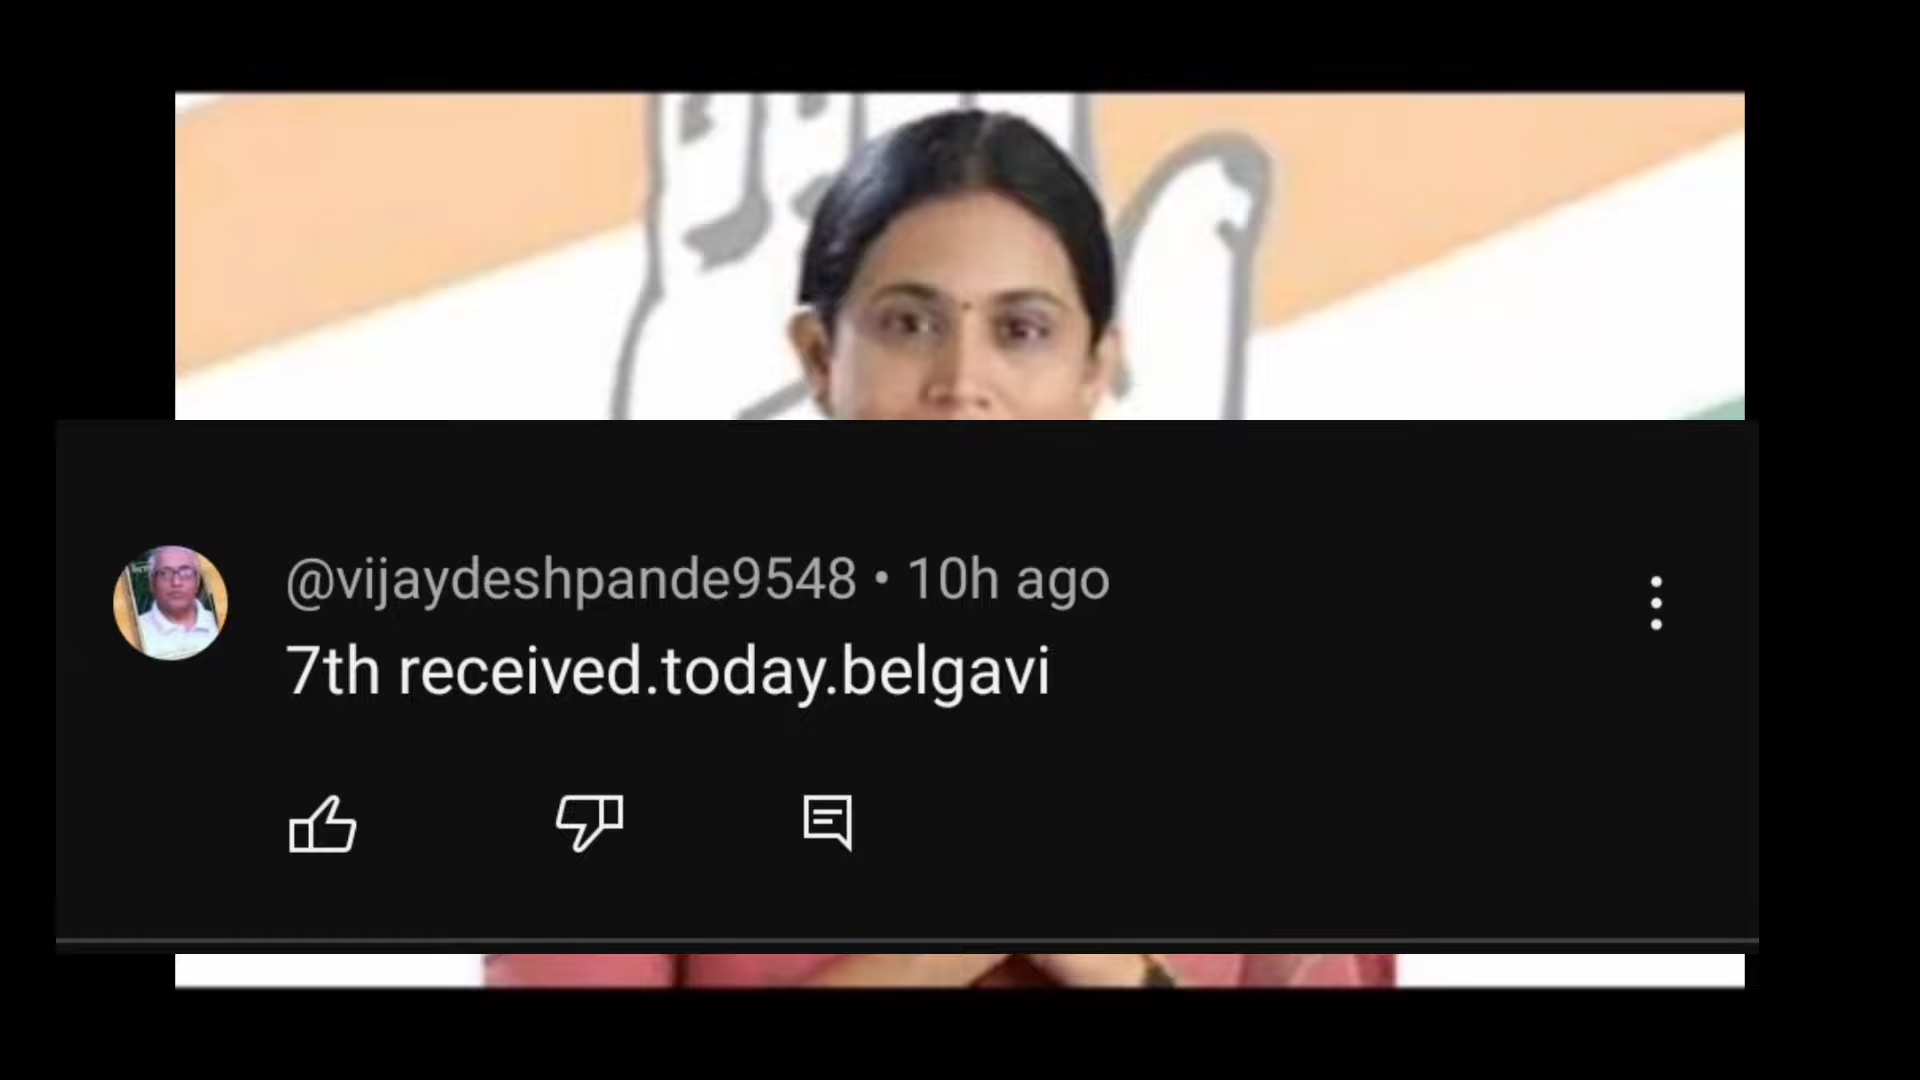 @vijaydeshpande9548 • 10h ago
7th received.today.belgavi